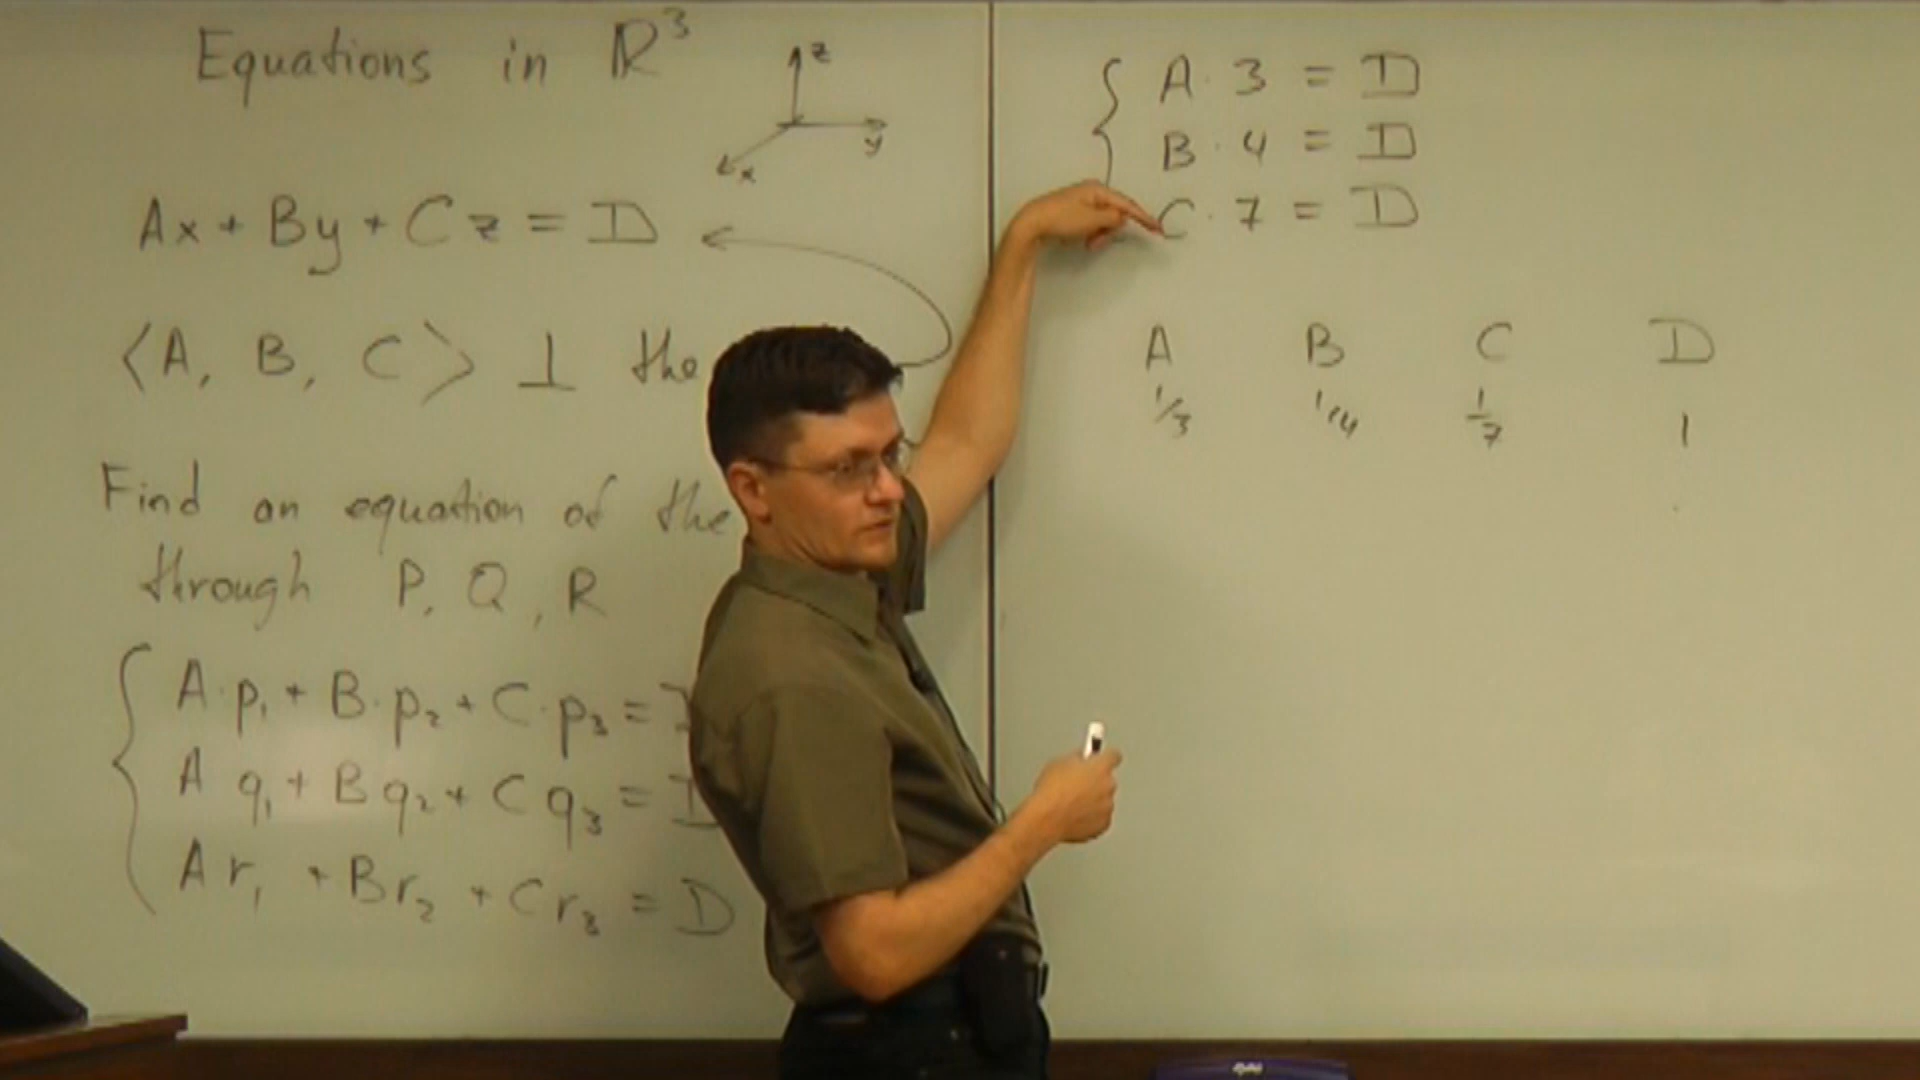 Equations in ℝ³
z
y
x
Ax + By + Cz = D
⟨A, B, C⟩ ⊥ the
Find an equation of the
through P, Q, R
A·p₁ + B·p₂ + C·p₃ =
A q₁ + B q₂ + C q₃ =
A r₁ + B r₂ + C r₃ = D
A · 3 = D
B · 4 = D
C · 7 = D
A B C D
1/3 1/4 1/7 1